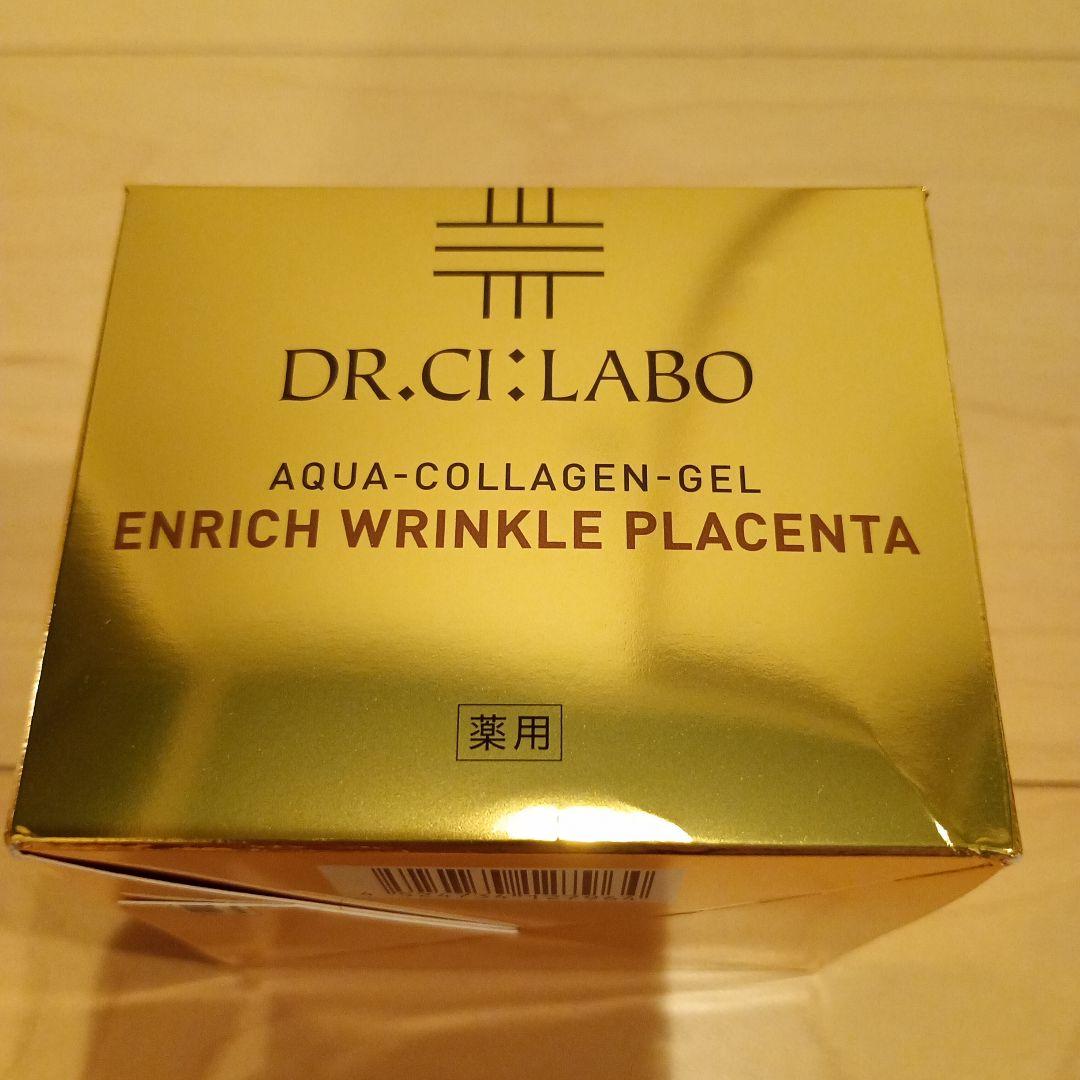 DR.CI:LABO
AQUA-COLLAGEN-GEL
ENRICH WRINKLE PLACENTA
薬用